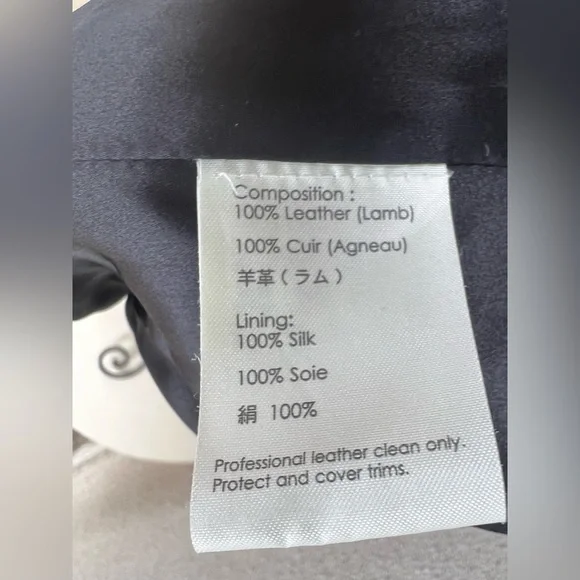 Composition :
100% Leather (Lamb)
100% Cuir (Agneau)
羊革 ( ラム )
Lining:
100% Silk
100% Soie
絹 100%
Professional leather clean only.
Protect and cover trims.